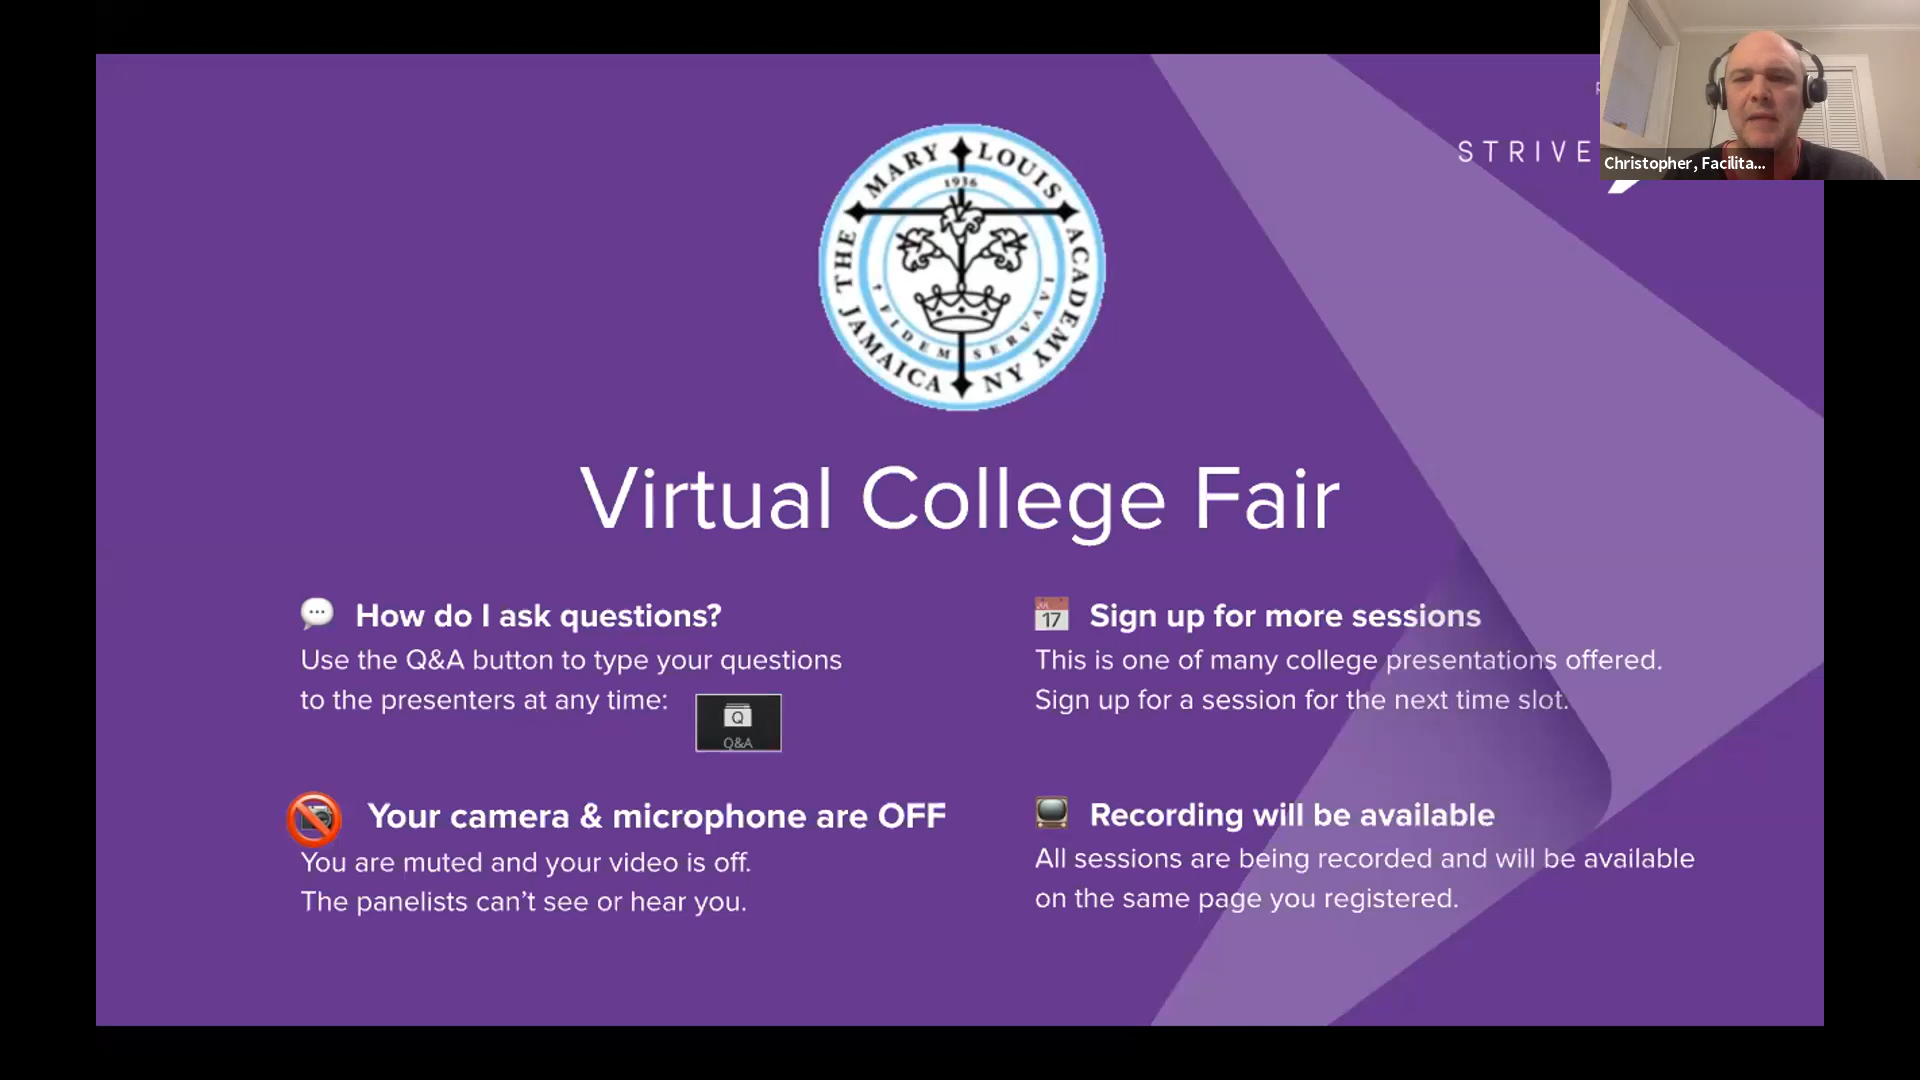 THE MARY LOUIS ACADEMY
JAMAICA NY
1936
† FIDEM SERVAVI
STRIVE
Christopher, Facilita...
Virtual College Fair
How do I ask questions?
Use the Q&A button to type your questions
to the presenters at any time:
Q
Q&A
Your camera & microphone are OFF
You are muted and your video is off.
The panelists can’t see or hear you.
JUL
17
Sign up for more sessions
This is one of many college presentations offered.
Sign up for a session for the next time slot.
Recording will be available
All sessions are being recorded and will be available
on the same page you registered.